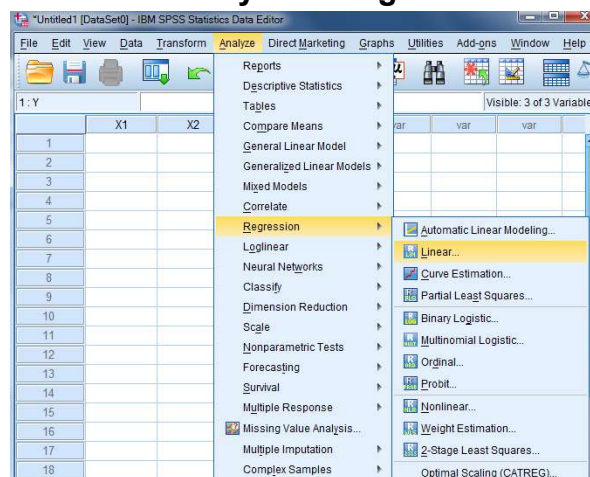 *Untitled1 [DataSet0] - IBM SPSS Statistics Data Editor
File Edit View Data Transform Analyze Direct Marketing Graphs Utilities Add-ons Window Help
1 : Y
Visible: 3 of 3 Variable
X1 X2 var var var
1
2
3
4
5
6
7
8
9
10
11
12
13
14
15
16
17
18
Reports
Descriptive Statistics
Tables
Compare Means
General Linear Model
Generalized Linear Models
Mixed Models
Correlate
Regression
Loglinear
Neural Networks
Classify
Dimension Reduction
Scale
Nonparametric Tests
Forecasting
Survival
Multiple Response
Missing Value Analysis...
Multiple Imputation
Complex Samples
Automatic Linear Modeling...
Linear...
Curve Estimation...
Partial Least Squares...
Binary Logistic...
Multinomial Logistic...
Ordinal...
Probit...
Nonlinear...
Weight Estimation...
2-Stage Least Squares...
Optimal Scaling (CATREG)...